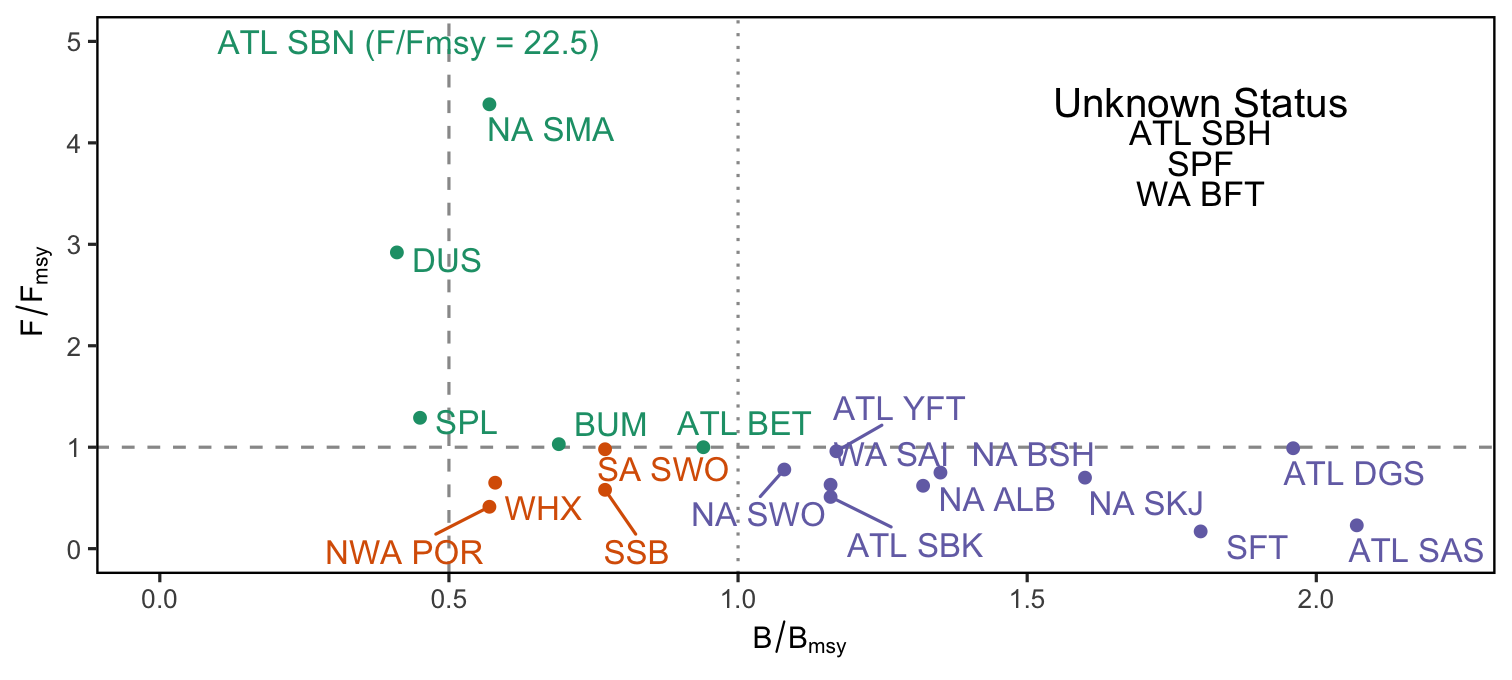 ATL SBN (F/Fmsy = 22.5)
NA SMA
Unknown Status
ATL SBH
SPF
WA BFT
DUS
SPL
BUM
ATL BET
ATL YFT
SA SWO
WA SAI
NA BSH
ATL DGS
WHX
NA SWO
NA ALB
NA SKJ
NWA POR
SSB
ATL SBK
SFT
ATL SAS
5
4
3
2
1
0
F/Fmsy
0.0
0.5
1.0
1.5
2.0
B/Bmsy